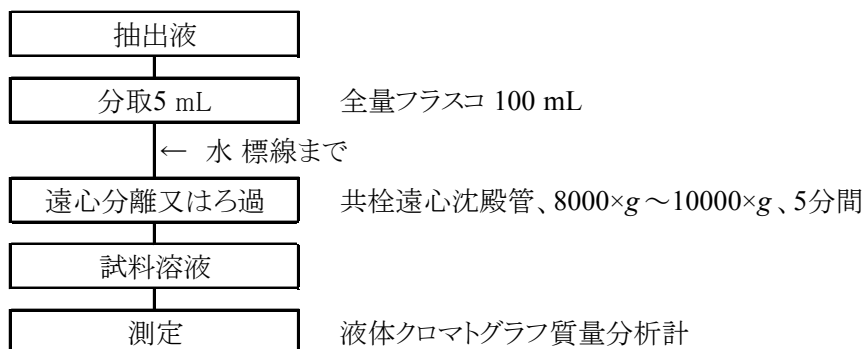 抽出液
分取5 mL 全量フラスコ 100 mL
← 水 標線まで
遠心分離又はろ過 共栓遠心沈殿管、8000×g～10000×g、5分間
試料溶液
測定 液体クロマトグラフ質量分析計